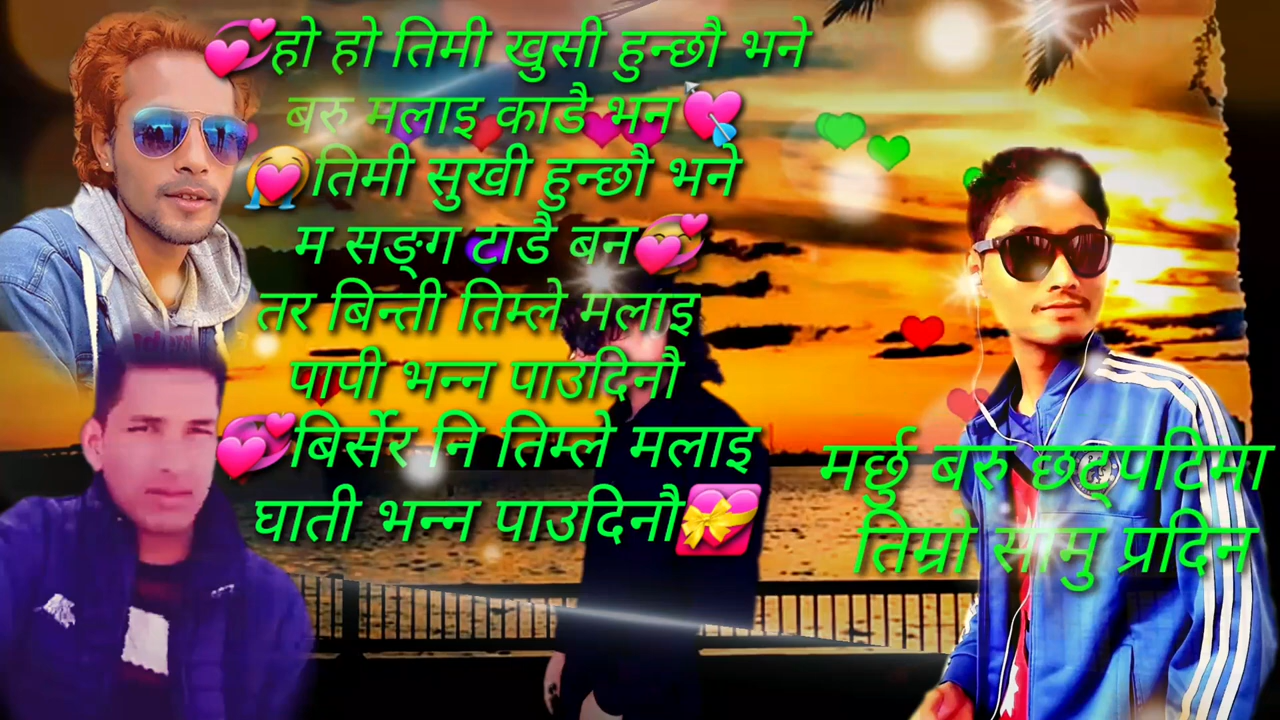 हो हो तिमी खुसी हुन्छौ भने
बरु मलाइ काडै भन
तिमी सुखी हुन्छौ भने
म सङ्ग टाडै बन
तर बिन्ती तिम्ले मलाइ
पापी भन्न पाउदिनौ
बिर्सेर नि तिम्ले मलाइ
घाती भन्न पाउदिनौ
मर्छु बरु छट्पटिमा
तिम्रो सामु प्रदिन